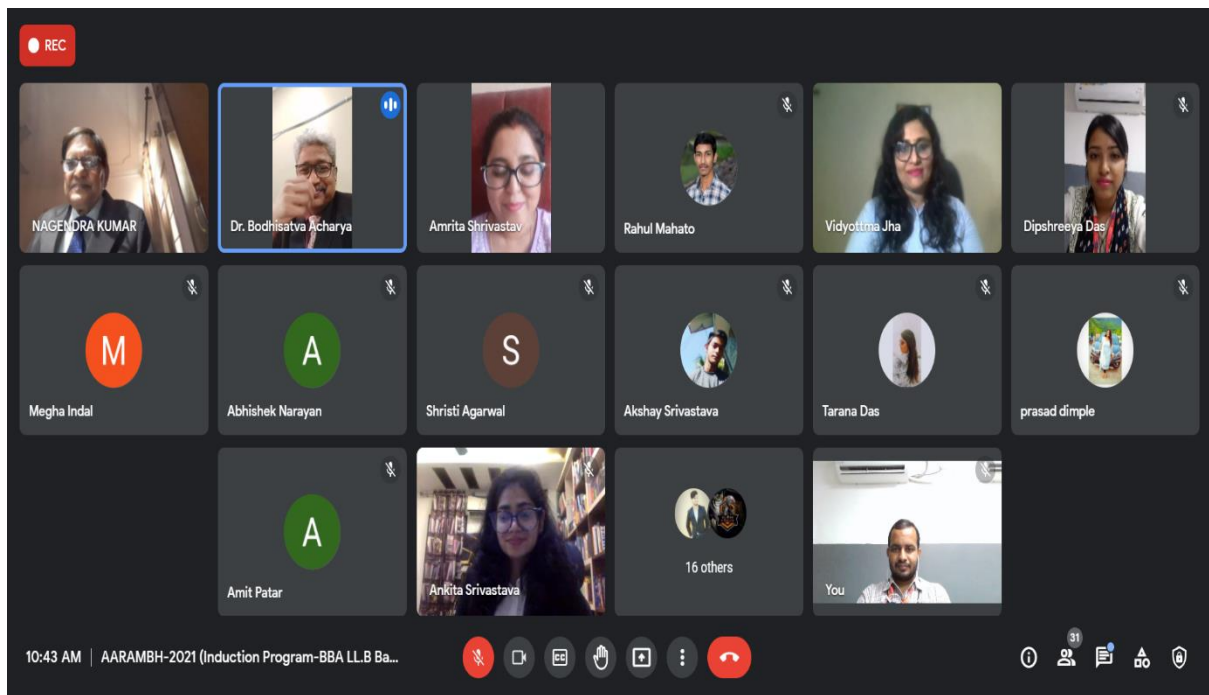 REC
NAGENDRA KUMAR
Dr. Bodhisatva Acharya
Amrita Shrivastav
Rahul Mahato
Vidyottma Jha
Dipshreeya Das
M
Megha Indal
A
Abhishek Narayan
S
Shristi Agarwal
Akshay Srivastava
Tarana Das
prasad dimple
A
Amit Patar
Ankita Srivastava
16 others
You
10:43 AM | AARAMBH-2021 (Induction Program-BBA LL.B Ba...
CC
31